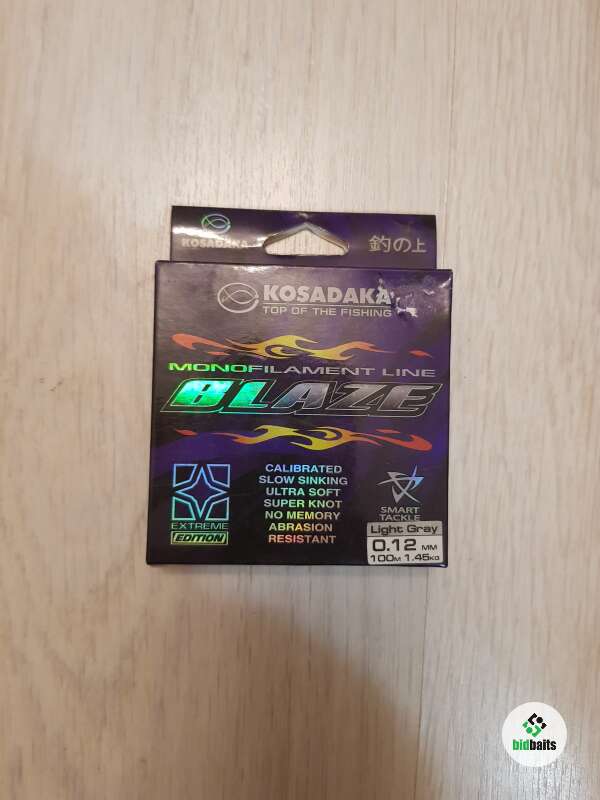 KOSADAKA
釣の上
KOSADAKA
TOP OF THE FISHING
MONOFILAMENT LINE
BLAZE
CALIBRATED
SLOW SINKING
ULTRA SOFT
SUPER KNOT
NO MEMORY
ABRASION
RESISTANT
EXTREME
EDITION
SMART
TACKLE
Light Gray
0.12 MM
100M 1.45KG
bidbaits